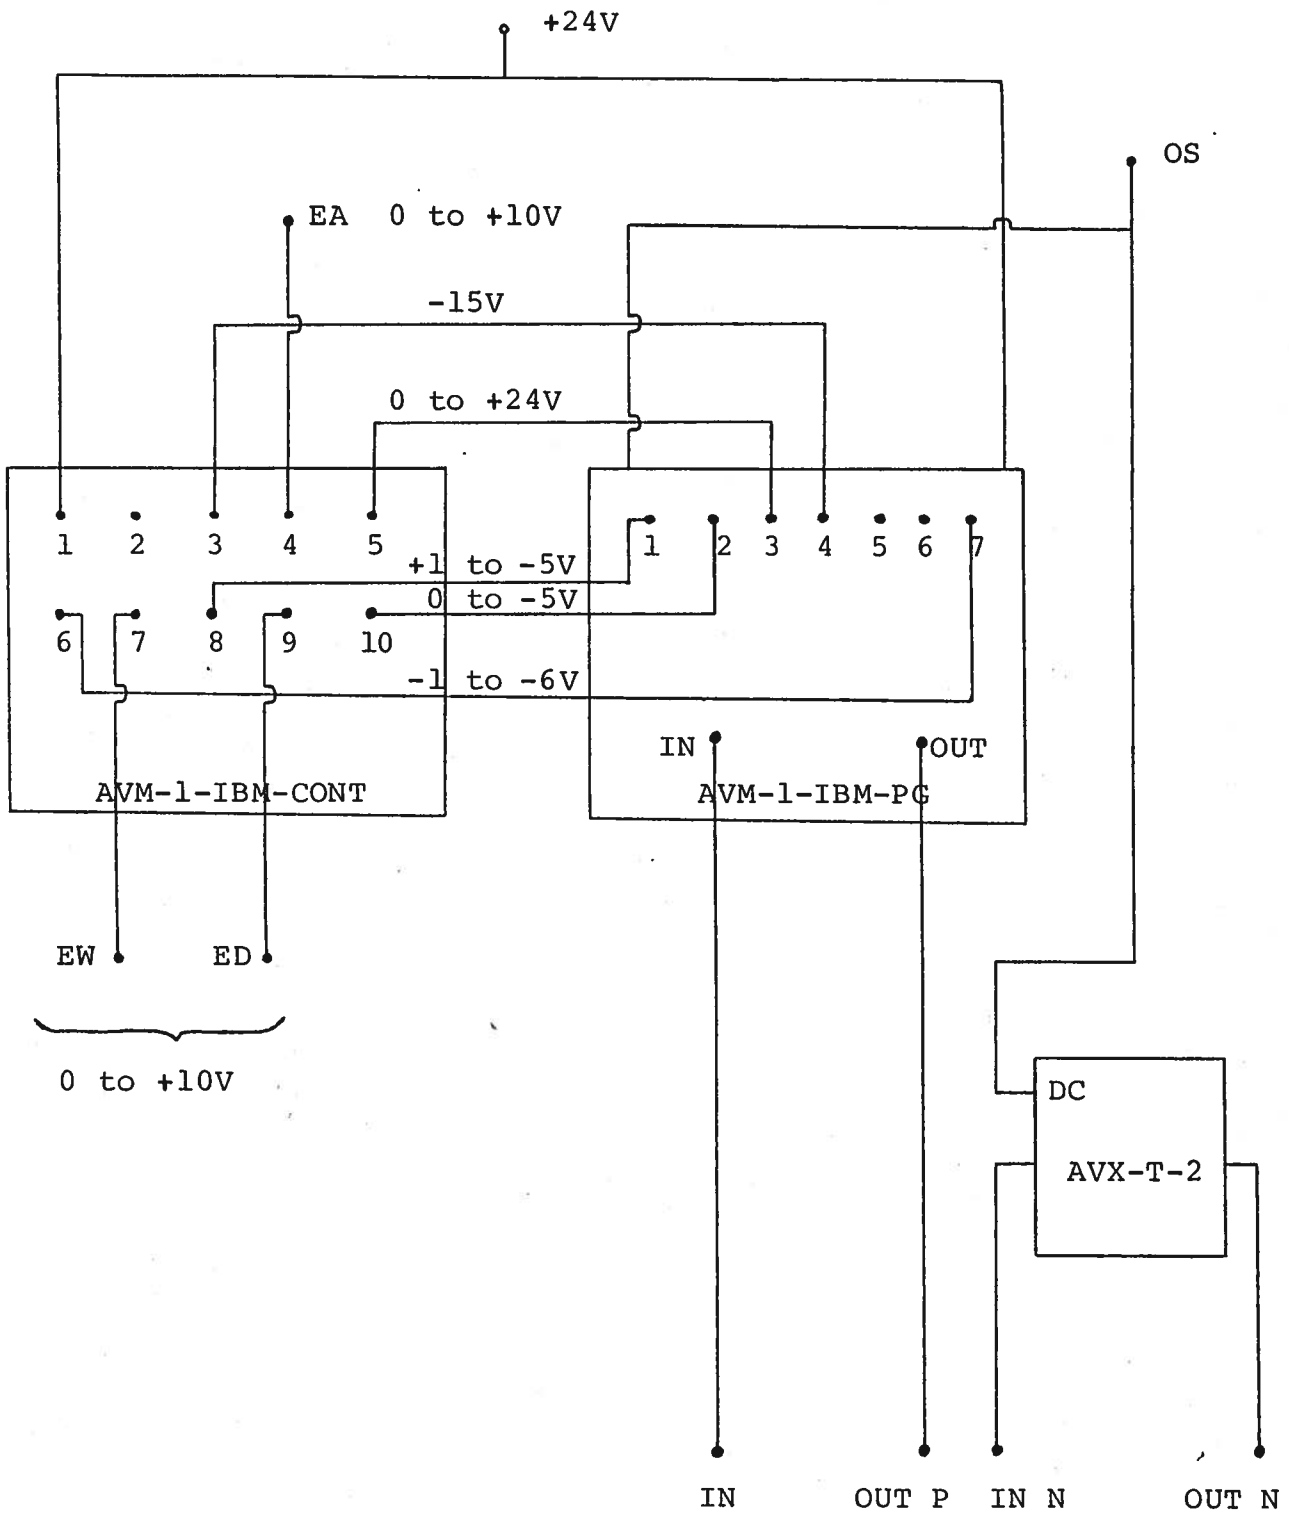 +24V
OS
EA 0 to +10V
-15V
0 to +24V
1 2 3 4 5
1 2 3 4 5 6 7
+1 to -5V
0 to -5V
6 7 8 9 10
-1 to -6V
IN
OUT
AVM-1-IBM-CONT
AVM-1-IBM-PG
EW
ED
0 to +10V
DC
AVX-T-2
IN
OUT P
IN N
OUT N